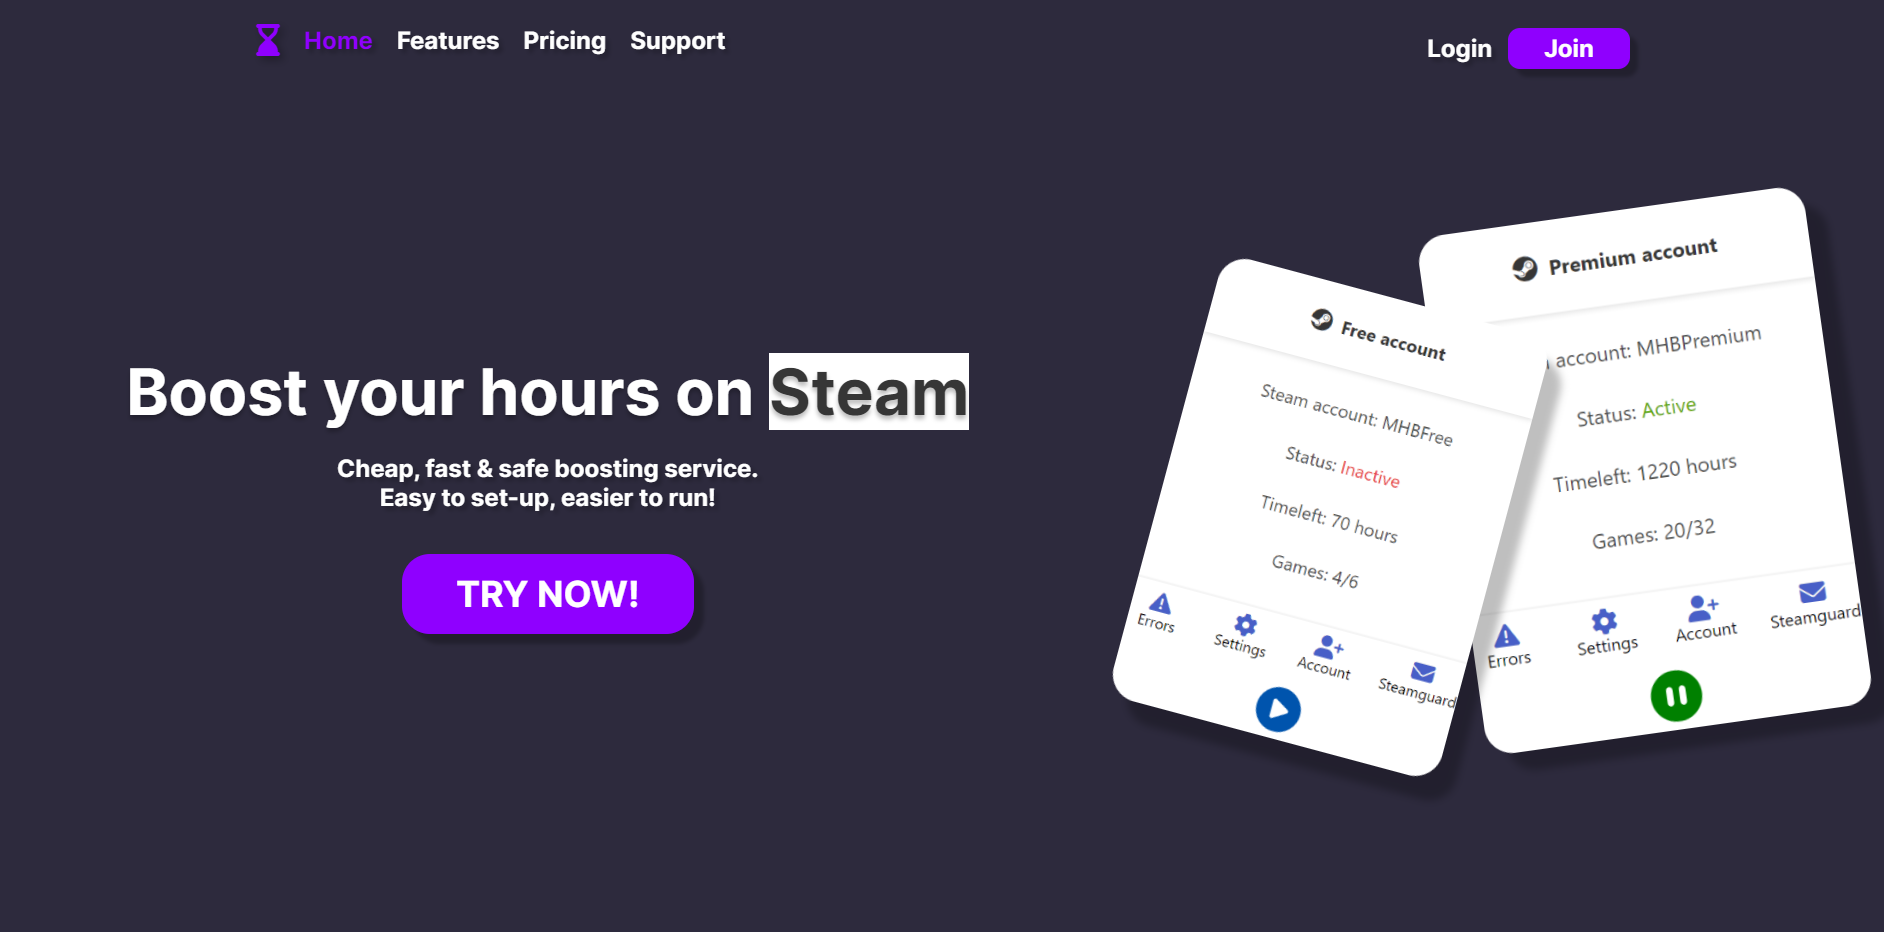 Home Features Pricing Support
Login Join
Boost your hours on Steam
Cheap, fast & safe boosting service.
Easy to set-up, easier to run!
TRY NOW!
Free account
Steam account: MHBFree
Status: Inactive
Timeleft: 70 hours
Games: 4/6
Errors Settings Account Steamguard
Premium account
account: MHBPremium
Status: Active
Timeleft: 1220 hours
Games: 20/32
Errors Settings Account Steamguard